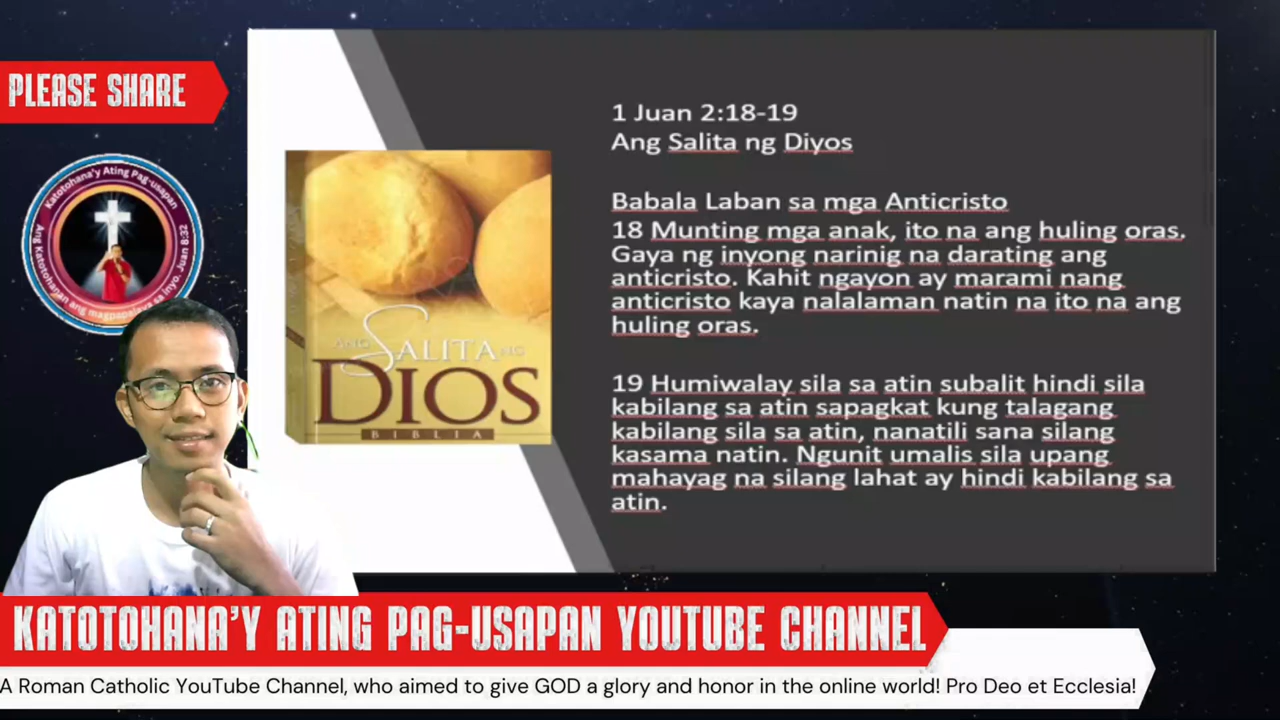 PLEASE SHARE
Katotohana'y Ating Pag-usapan
Ang Katotohanan ang magpapalaya sa inyo. Juan 8:32
1 Juan 2:18-19
Ang Salita ng Diyos
Babala Laban sa mga Anticristo
18 Munting mga anak, ito na ang huling oras.
Gaya ng inyong narinig na darating ang
anticristo. Kahit ngayon ay marami nang
anticristo kaya nalalaman natin na ito na ang
huling oras.
19 Humiwalay sila sa atin subalit hindi sila
kabilang sa atin sapagkat kung talagang
kabilang sila sa atin, nanatili sana silang
kasama natin. Ngunit umalis sila upang
mahayag na silang lahat ay hindi kabilang sa
atin.
ANG SALITA NG
DIOS
BIBLIA
KATOTOHANA'Y ATING PAG-USAPAN YOUTUBE CHANNEL
A Roman Catholic YouTube Channel, who aimed to give GOD a glory and honor in the online world! Pro Deo et Ecclesia!